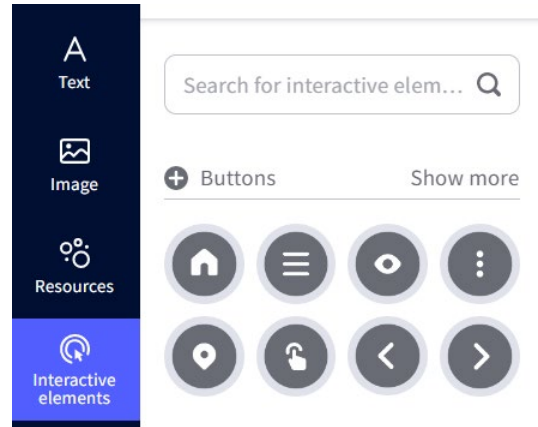 Text
Image
Resources
Interactive
elements
Search for interactive elem...
Buttons Show more